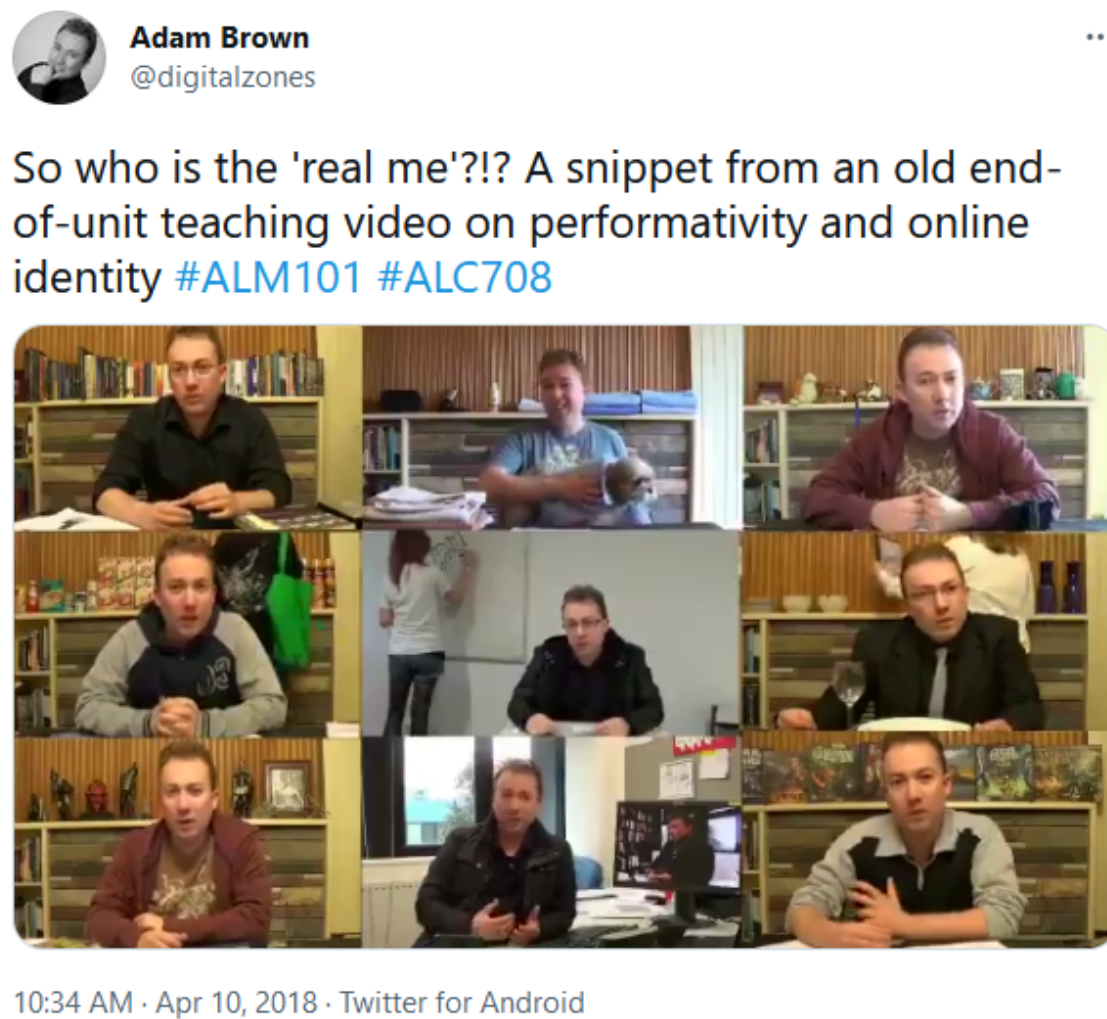 Adam Brown
@digitalzones
So who is the 'real me'?!? A snippet from an old end-
of-unit teaching video on performativity and online
identity #ALM101 #ALC708
10:34 AM · Apr 10, 2018 · Twitter for Android